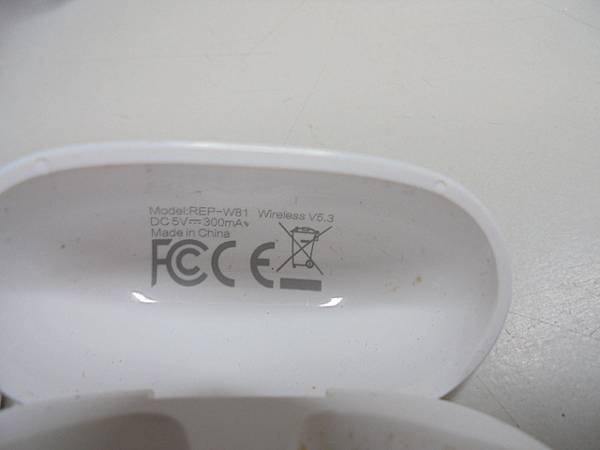 Model:REP-W81 Wireless V5.3
DC 5V⎓300mA
Made in China
FC CE